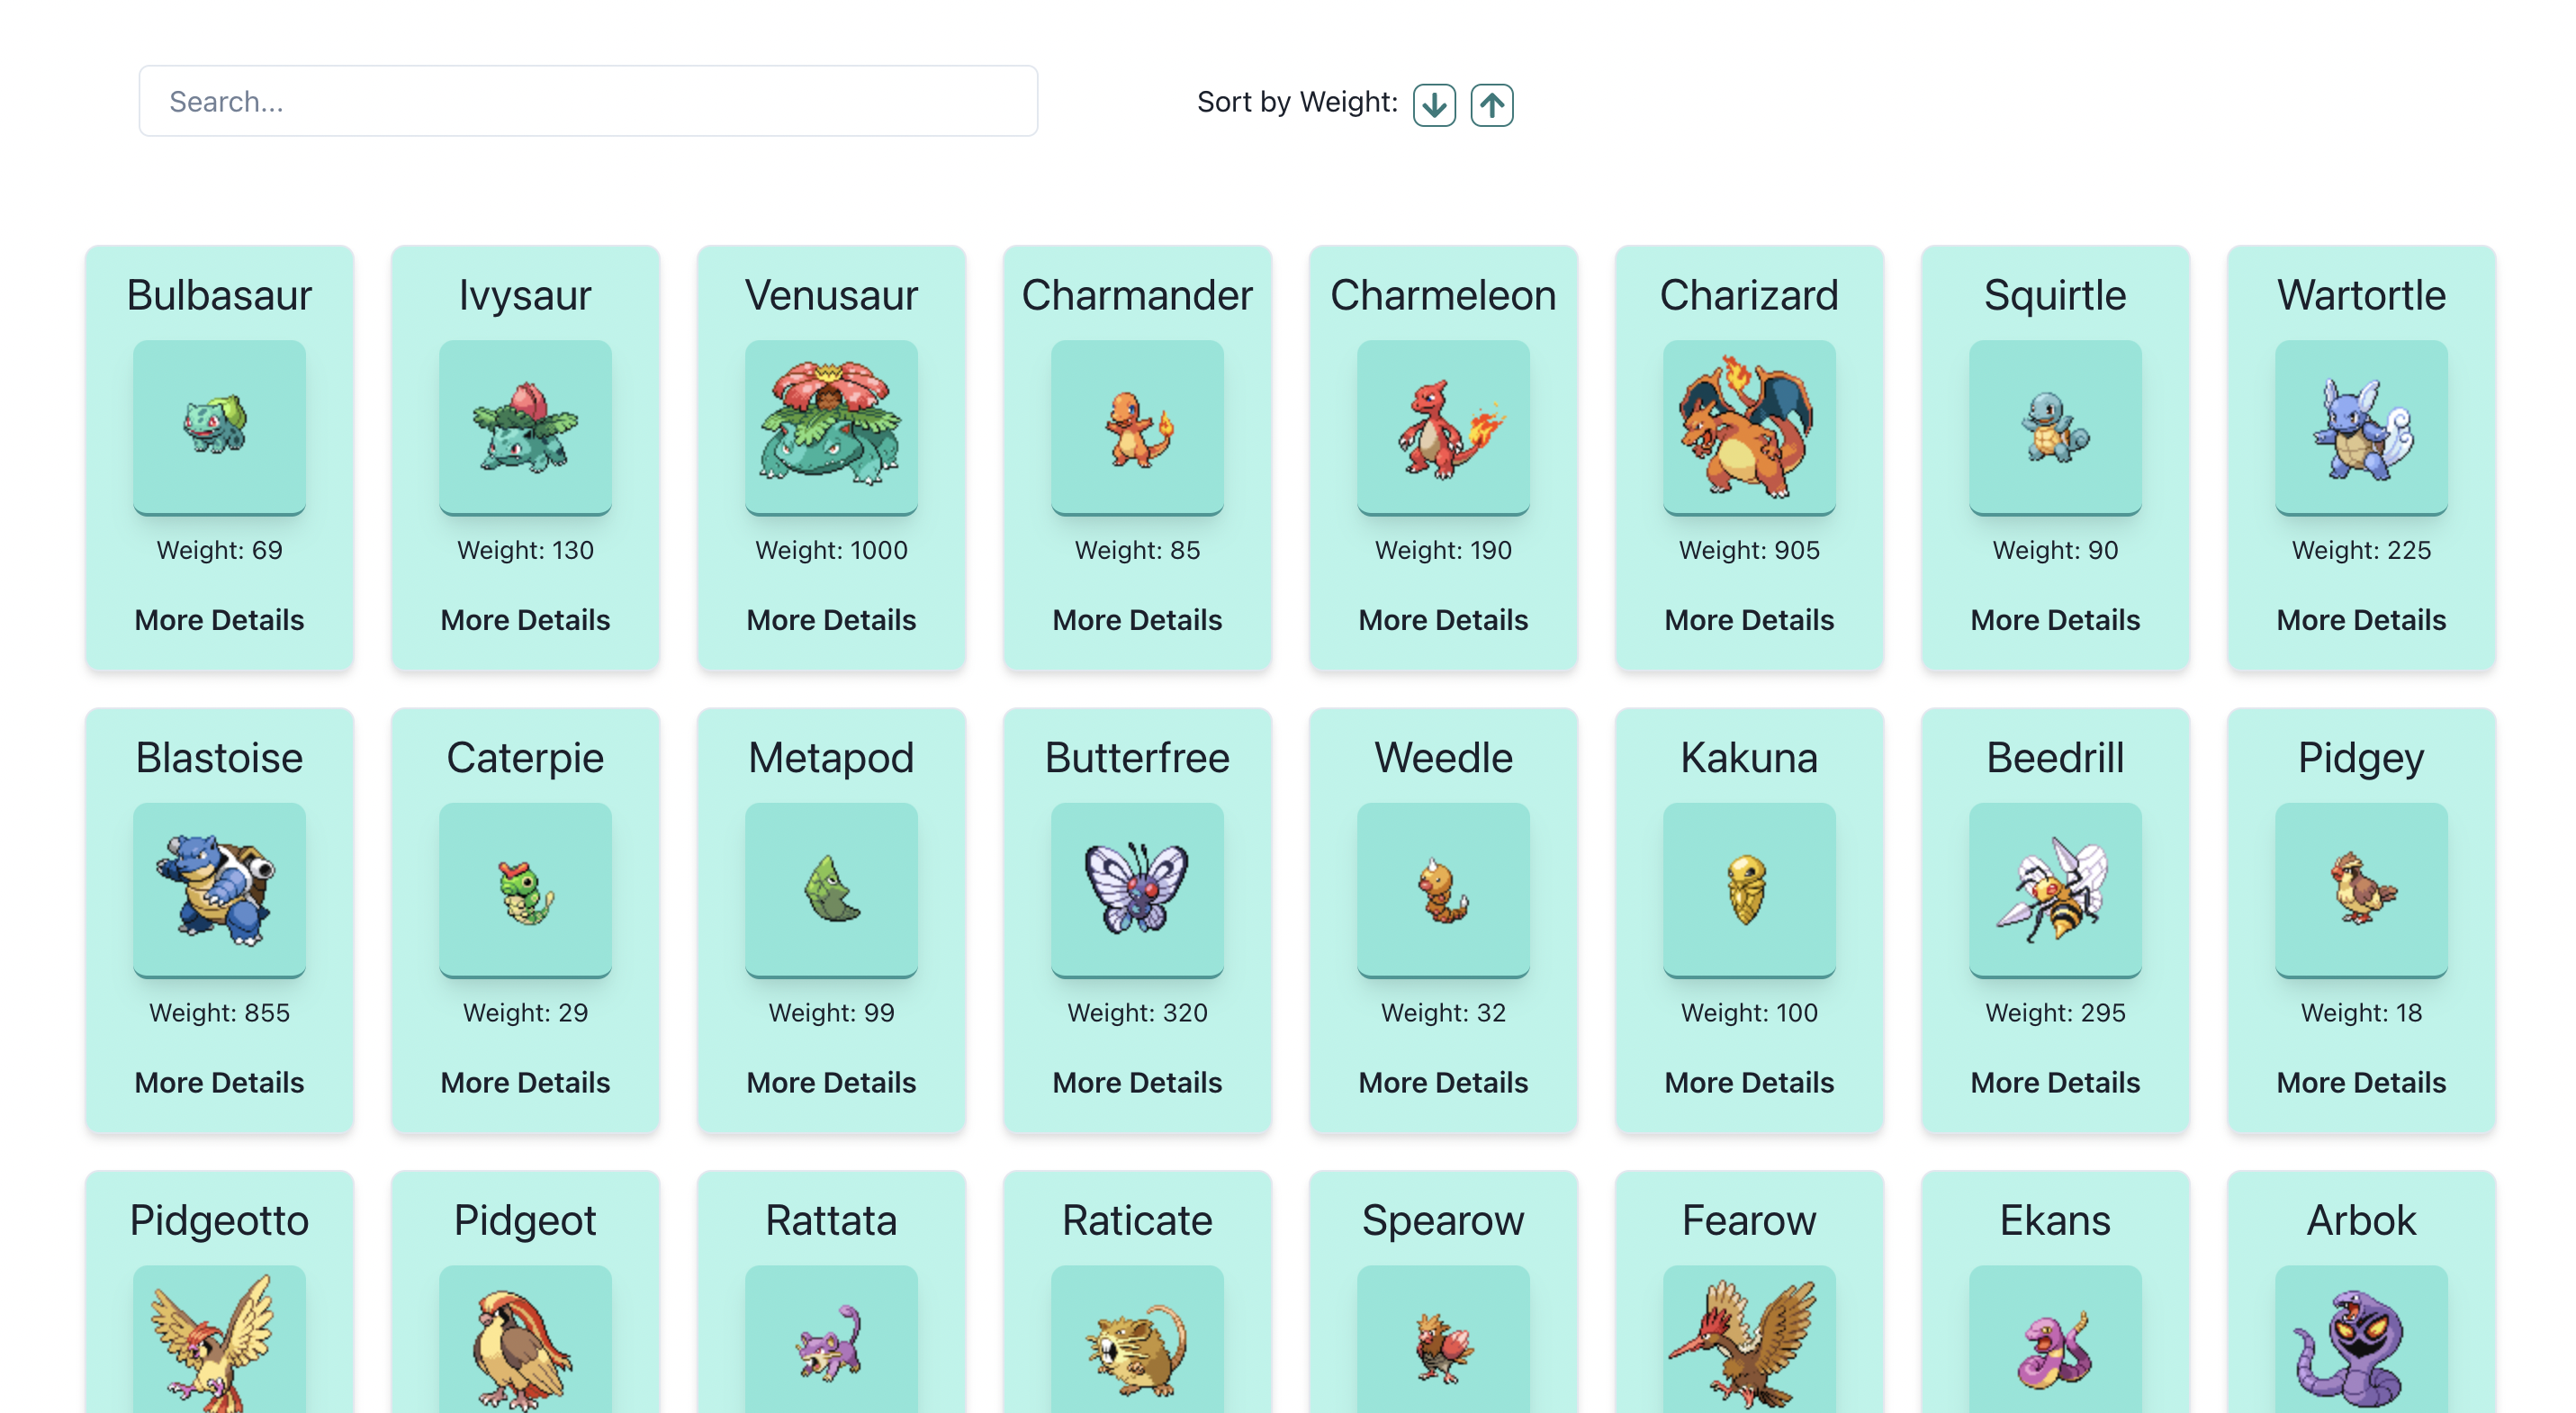 Search...
Sort by Weight:
Bulbasaur Ivysaur Venusaur Charmander Charmeleon Charizard Squirtle Wartortle
Weight: 69 Weight: 130 Weight: 1000 Weight: 85 Weight: 190 Weight: 905 Weight: 90 Weight: 225
More Details More Details More Details More Details More Details More Details More Details More Details
Blastoise Caterpie Metapod Butterfree Weedle Kakuna Beedrill Pidgey
Weight: 855 Weight: 29 Weight: 99 Weight: 320 Weight: 32 Weight: 100 Weight: 295 Weight: 18
More Details More Details More Details More Details More Details More Details More Details More Details
Pidgeotto Pidgeot Rattata Raticate Spearow Fearow Ekans Arbok